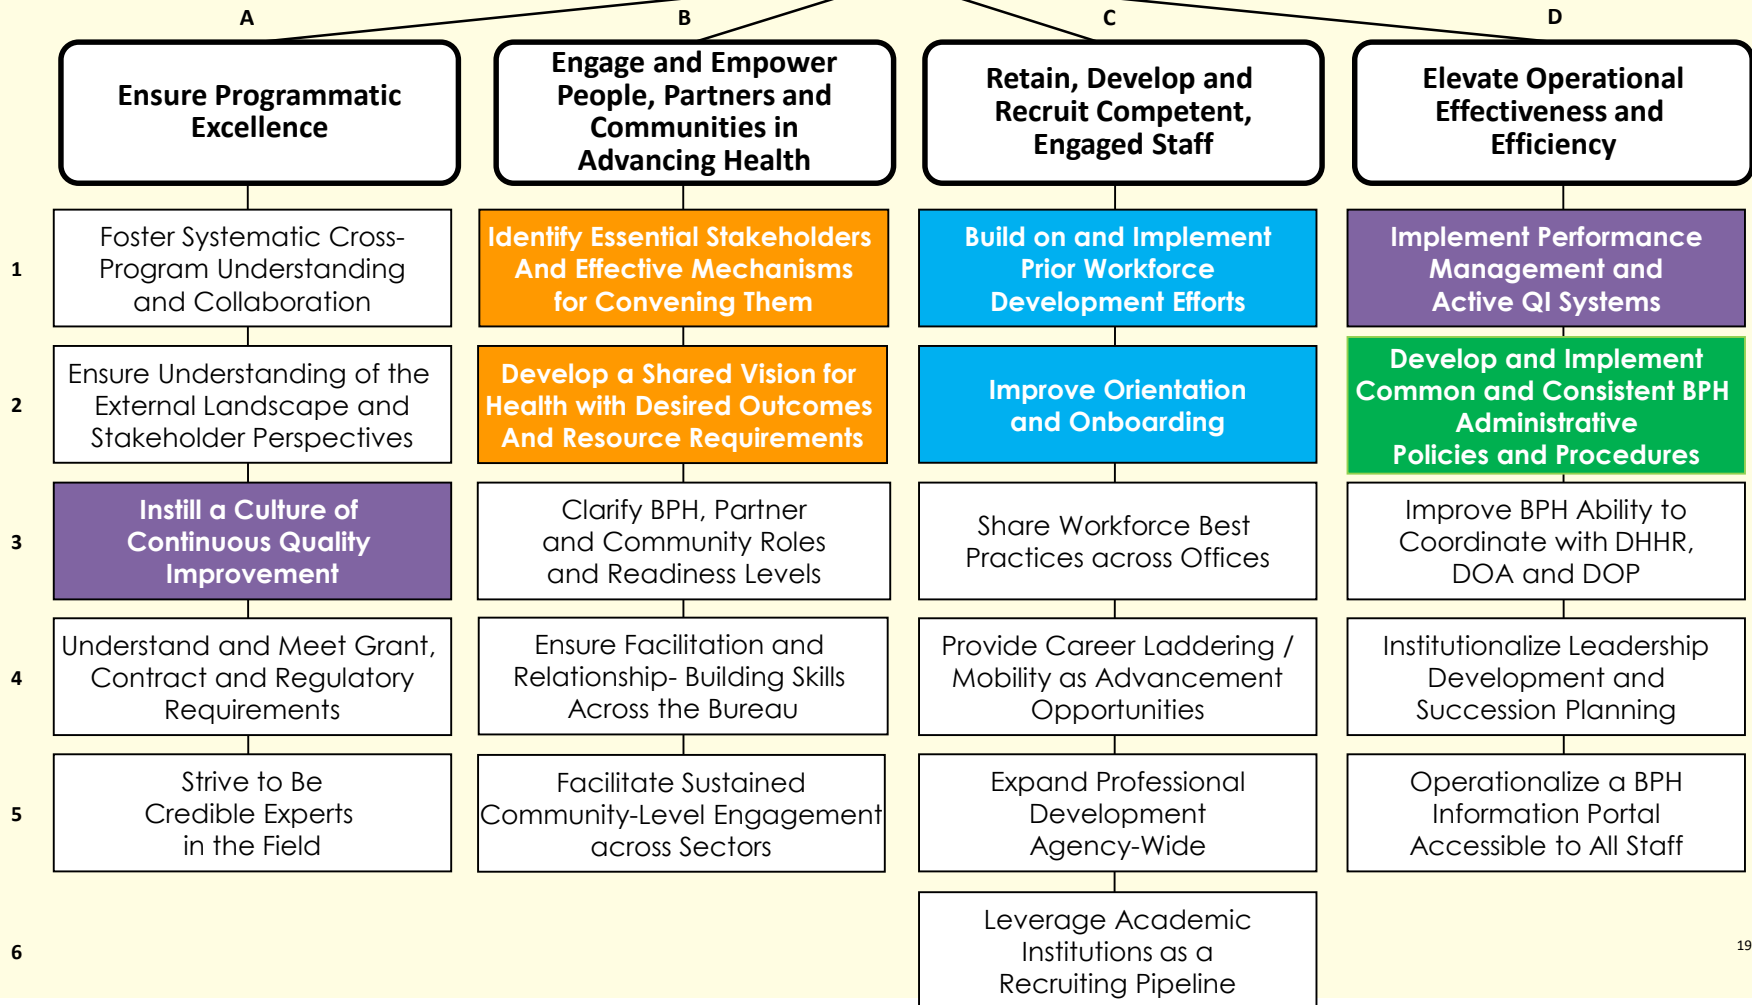 A
B
C
D
Ensure Programmatic
Excellence
Engage and Empower
People, Partners and
Communities in
Advancing Health
Retain, Develop and
Recruit Competent,
Engaged Staff
Elevate Operational
Effectiveness and
Efficiency
1
Foster Systematic Cross-
Program Understanding
and Collaboration
Identify Essential Stakeholders
And Effective Mechanisms
for Convening Them
Build on and Implement
Prior Workforce
Development Efforts
Implement Performance
Management and
Active QI Systems
2
Ensure Understanding of the
External Landscape and
Stakeholder Perspectives
Develop a Shared Vision for
Health with Desired Outcomes
And Resource Requirements
Improve Orientation
and Onboarding
Develop and Implement
Common and Consistent BPH
Administrative
Policies and Procedures
3
Instill a Culture of
Continuous Quality
Improvement
Clarify BPH, Partner
and Community Roles
and Readiness Levels
Share Workforce Best
Practices across Offices
Improve BPH Ability to
Coordinate with DHHR,
DOA and DOP
4
Understand and Meet Grant,
Contract and Regulatory
Requirements
Ensure Facilitation and
Relationship- Building Skills
Across the Bureau
Provide Career Laddering /
Mobility as Advancement
Opportunities
Institutionalize Leadership
Development and
Succession Planning
5
Strive to Be
Credible Experts
in the Field
Facilitate Sustained
Community-Level Engagement
across Sectors
Expand Professional
Development
Agency-Wide
Operationalize a BPH
Information Portal
Accessible to All Staff
6
Leverage Academic
Institutions as a
Recruiting Pipeline
19